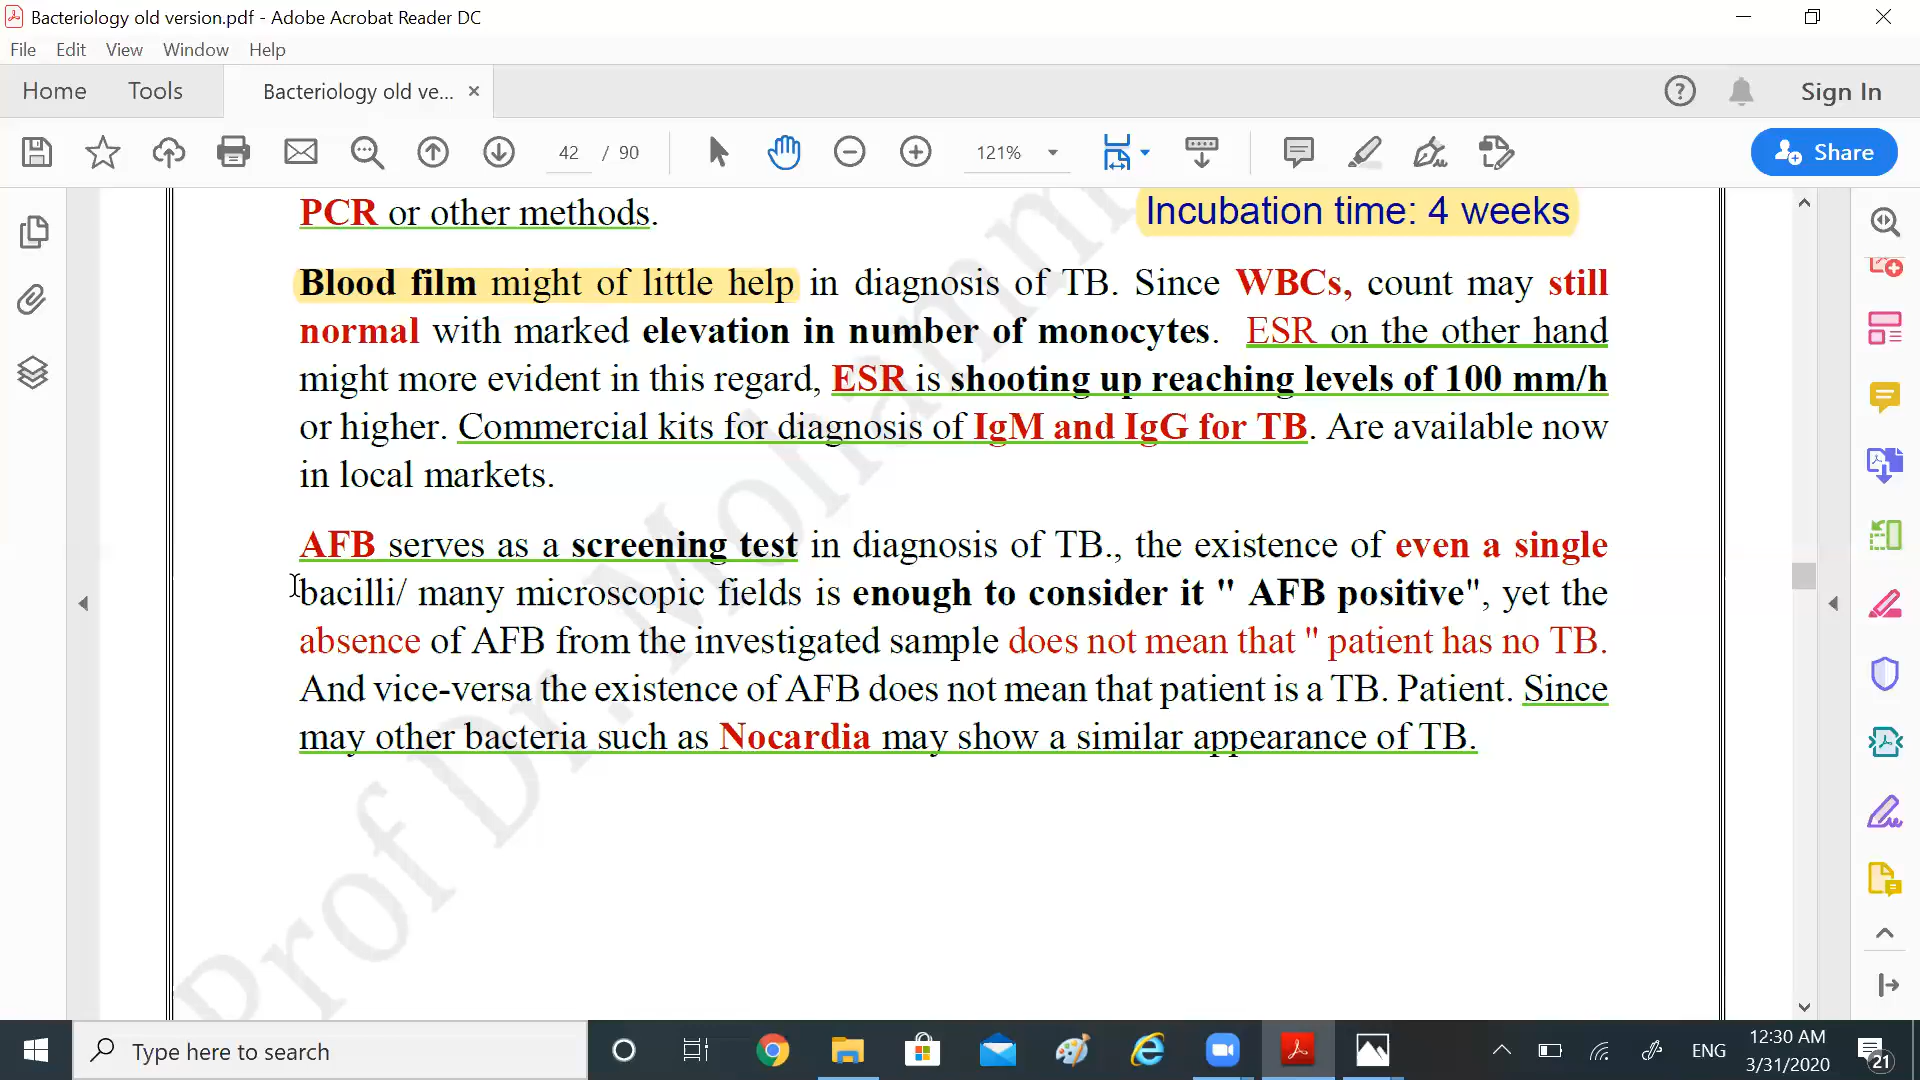 Bacteriology old version.pdf - Adobe Acrobat Reader DC
File Edit View Window Help
Home Tools Bacteriology old ve... × Sign In
42 / 90 121% Share
PCR or other methods. Incubation time: 4 weeks
Blood film might of little help in diagnosis of TB. Since WBCs, count may still
normal with marked elevation in number of monocytes. ESR on the other hand
might more evident in this regard, ESR is shooting up reaching levels of 100 mm/h
or higher. Commercial kits for diagnosis of IgM and IgG for TB. Are available now
in local markets.
AFB serves as a screening test in diagnosis of TB., the existence of even a single
bacilli/ many microscopic fields is enough to consider it " AFB positive", yet the
absence of AFB from the investigated sample does not mean that " patient has no TB.
And vice-versa the existence of AFB does not mean that patient is a TB. Patient. Since
may other bacteria such as Nocardia may show a similar appearance of TB.
Prof Dr. Mohamm
Type here to search
ENG 12:30 AM
3/31/2020 21